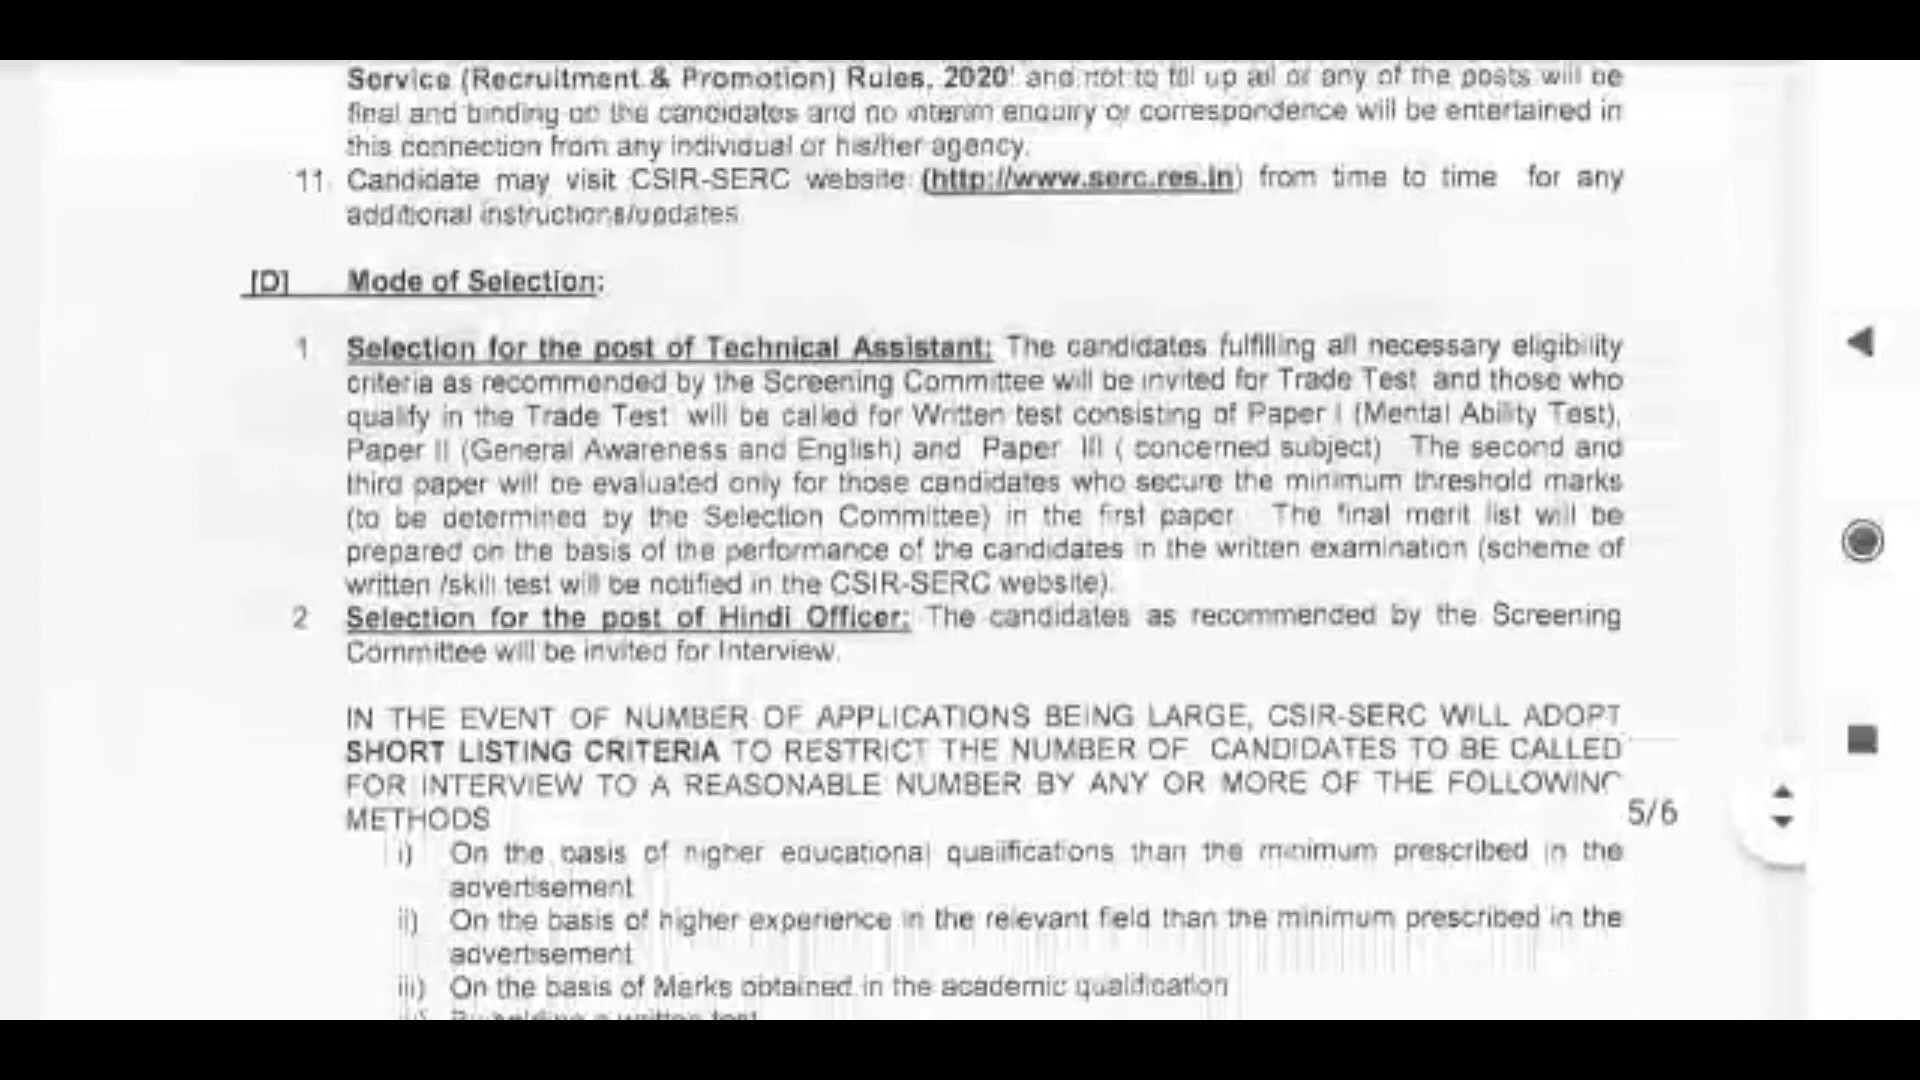 Service (Recruitment & Promotion) Rules, 2020' and not to fill up all or any of the posts will be
final and binding on the candidates and no interim enquiry or correspondence will be entertained in
this connection from any individual or his/her agency.
11. Candidate may visit CSIR-SERC website (http://www.serc.res.in) from time to time for any
additional instructions/updates
[D] Mode of Selection:
1 Selection for the post of Technical Assistant: The candidates fulfilling all necessary eligibility
criteria as recommended by the Screening Committee will be invited for Trade Test and those who
qualify in the Trade Test will be called for Written test consisting of Paper I (Mental Ability Test),
Paper II (General Awareness and English) and Paper III ( concerned subject) The second and
third paper will be evaluated only for those candidates who secure the minimum threshold marks
(to be determined by the Selection Committee) in the first paper. The final merit list will be
prepared on the basis of the performance of the candidates in the written examination (scheme of
written /skill test will be notified in the CSIR-SERC website).
2 Selection for the post of Hindi Officer: The candidates as recommended by the Screening
Committee will be invited for Interview.
IN THE EVENT OF NUMBER OF APPLICATIONS BEING LARGE, CSIR-SERC WILL ADOPT
SHORT LISTING CRITERIA TO RESTRICT THE NUMBER OF CANDIDATES TO BE CALLED
FOR INTERVIEW TO A REASONABLE NUMBER BY ANY OR MORE OF THE FOLLOWING
METHODS
5/6
i) On the basis of higher educational qualifications than the minimum prescribed in the
advertisement
ii) On the basis of higher experience in the relevant field than the minimum prescribed in the
advertisement
iii) On the basis of Marks obtained in the academic qualification
By holding a written test